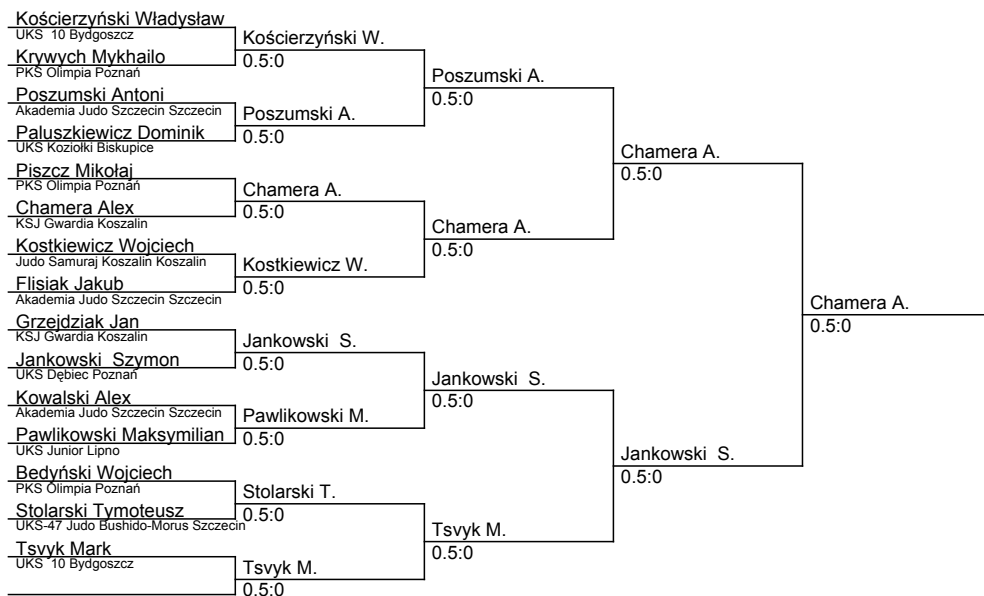 Kościerzyński Władysław
UKS  10 Bydgoszcz
Krywych Mykhailo
PKS Olimpia Poznań
Poszumski Antoni
Akademia Judo Szczecin Szczecin
Paluszkiewicz Dominik
UKS Koziołki Biskupice
Piszcz Mikołaj
PKS Olimpia Poznań
Chamera Alex
KSJ Gwardia Koszalin
Kostkiewicz Wojciech
Judo Samuraj Koszalin Koszalin
Flisiak Jakub
Akademia Judo Szczecin Szczecin
Grzejdziak Jan
KSJ Gwardia Koszalin
Jankowski  Szymon
UKS Dębiec Poznań
Kowalski Alex
Akademia Judo Szczecin Szczecin
Pawlikowski Maksymilian
UKS Junior Lipno
Bedyński Wojciech
PKS Olimpia Poznań
Stolarski Tymoteusz
UKS-47 Judo Bushido-Morus Szczecin
Tsvyk Mark
UKS  10 Bydgoszcz
Kościerzyński W.
0.5:0
Poszumski A.
0.5:0
Chamera A.
0.5:0
Kostkiewicz W.
0.5:0
Jankowski  S.
0.5:0
Pawlikowski M.
0.5:0
Stolarski T.
0.5:0
Tsvyk M.
0.5:0
Poszumski A.
0.5:0
Chamera A.
0.5:0
Jankowski  S.
0.5:0
Tsvyk M.
0.5:0
Chamera A.
0.5:0
Jankowski  S.
0.5:0
Chamera A.
0.5:0